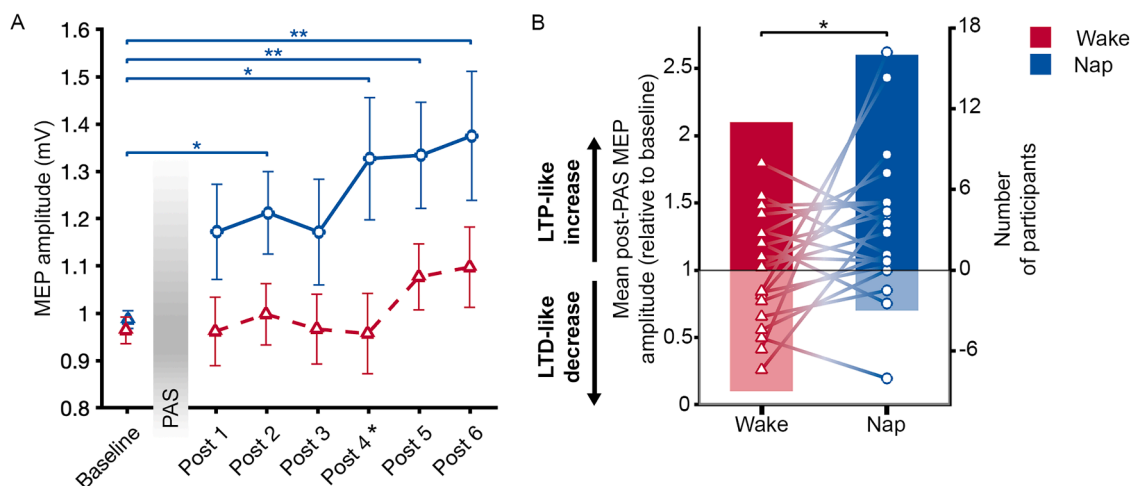 A
MEP amplitude (mV)
1.6
1.5
1.4
1.3
1.2
1.1
1
0.9
0.8
**
**
*
*
PAS
Baseline
Post 1
Post 2
Post 3
Post 4 *
Post 5
Post 6
B
LTP-like
increase
LTD-like
decrease
Mean post-PAS MEP
amplitude (relative to baseline)
2.5
2
1.5
1
0.5
0
*
Wake
Nap
18
12
6
0
-6
Number
of participants
Wake
Nap